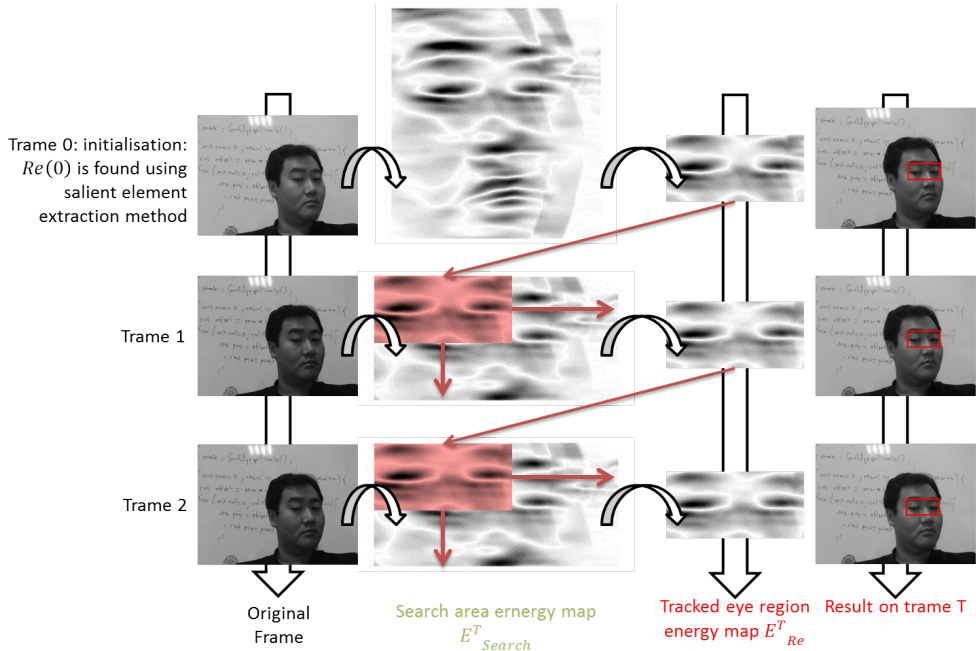 Trame 0: initialisation:
Re(0) is found using
salient element
extraction method
Trame 1
Trame 2
Original
Frame
Search area ernergy map
E^T_Search
Tracked eye region
energy map E^T_Re
Result on trame T